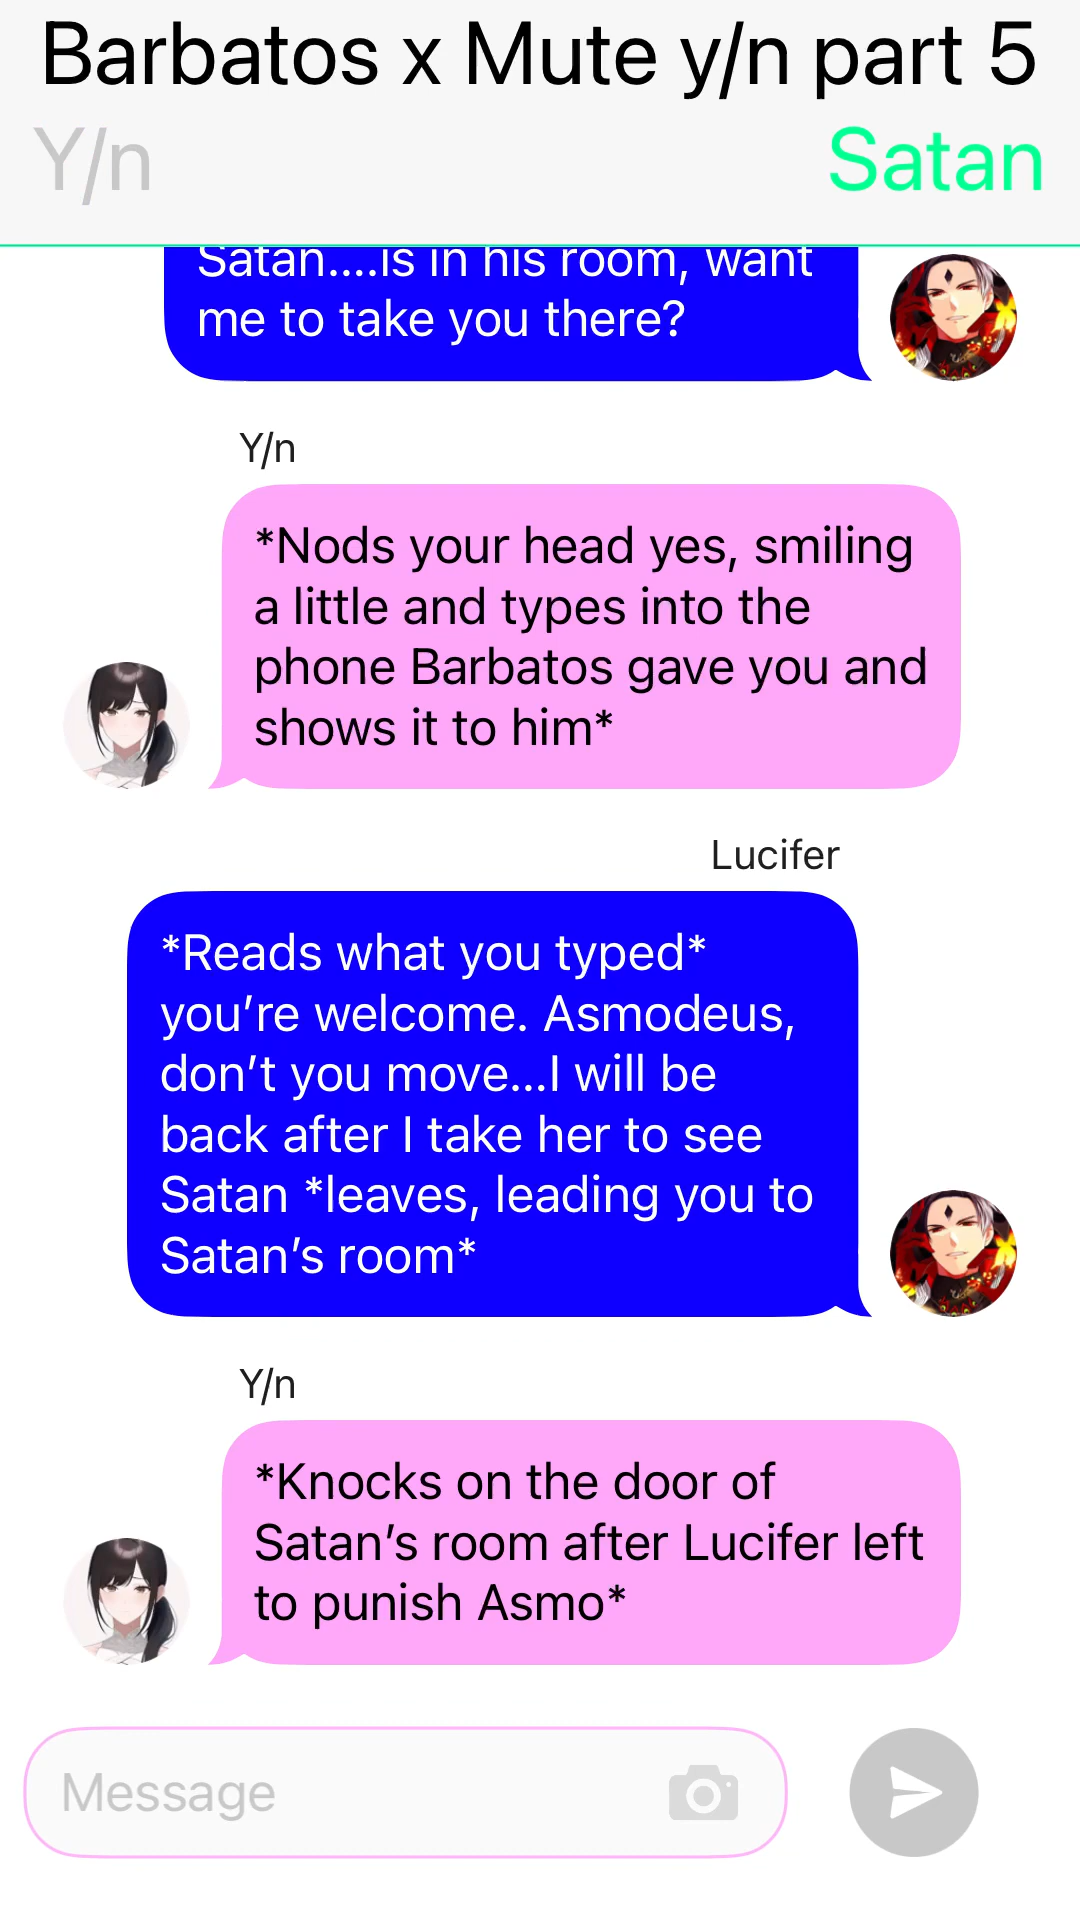 Barbatos x Mute y/n part 5
Y/n
Satan
Satan....is in his room, want
me to take you there?
Y/n
*Nods your head yes, smiling
a little and types into the
phone Barbatos gave you and
shows it to him*
Lucifer
*Reads what you typed*
you’re welcome. Asmodeus,
don’t you move...I will be
back after I take her to see
Satan *leaves, leading you to
Satan’s room*
Y/n
*Knocks on the door of
Satan’s room after Lucifer left
to punish Asmo*
Message